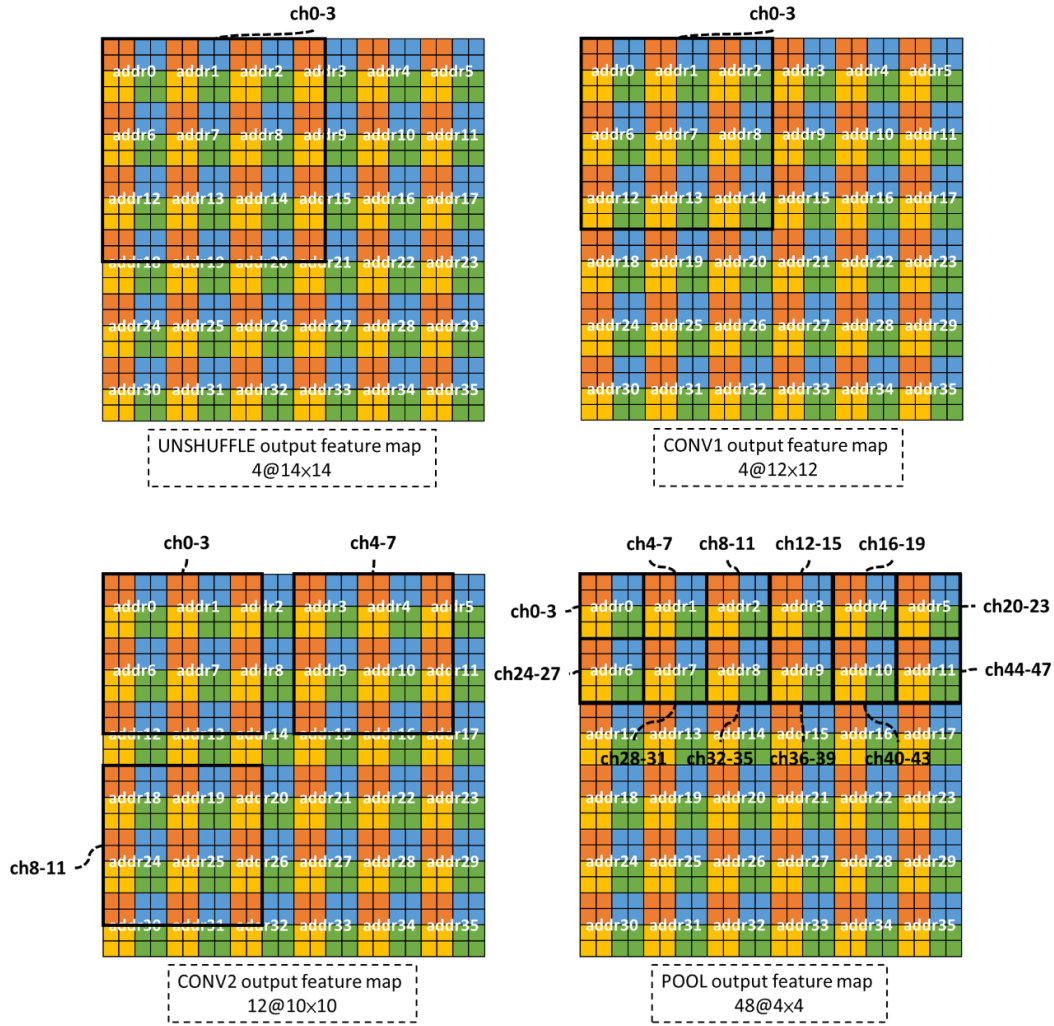 ch0-3
addr0 addr1 addr2 addr3 addr4 addr5
addr6 addr7 addr8 addr9 addr10 addr11
addr12 addr13 addr14 addr15 addr16 addr17
addr18 addr19 addr20 addr21 addr22 addr23
addr24 addr25 addr26 addr27 addr28 addr29
addr30 addr31 addr32 addr33 addr34 addr35
UNSHUFFLE output feature map
4@14×14
ch0-3
addr0 addr1 addr2 addr3 addr4 addr5
addr6 addr7 addr8 addr9 addr10 addr11
addr12 addr13 addr14 addr15 addr16 addr17
addr18 addr19 addr20 addr21 addr22 addr23
addr24 addr25 addr26 addr27 addr28 addr29
addr30 addr31 addr32 addr33 addr34 addr35
CONV1 output feature map
4@12×12
ch0-3 ch4-7
addr0 addr1 addr2 addr3 addr4 addr5
addr6 addr7 addr8 addr9 addr10 addr11
addr12 addr13 addr14 addr15 addr16 addr17
addr18 addr19 addr20 addr21 addr22 addr23
ch8-11
addr24 addr25 addr26 addr27 addr28 addr29
addr30 addr31 addr32 addr33 addr34 addr35
CONV2 output feature map
12@10×10
ch4-7 ch8-11 ch12-15 ch16-19
ch0-3 addr0 addr1 addr2 addr3 addr4 addr5 ch20-23
ch24-27 addr6 addr7 addr8 addr9 addr10 addr11 ch44-47
addr12 addr13 addr14 addr15 addr16 addr17
ch28-31 ch32-35 ch36-39 ch40-43
addr18 addr19 addr20 addr21 addr22 addr23
addr24 addr25 addr26 addr27 addr28 addr29
addr30 addr31 addr32 addr33 addr34 addr35
POOL output feature map
48@4×4